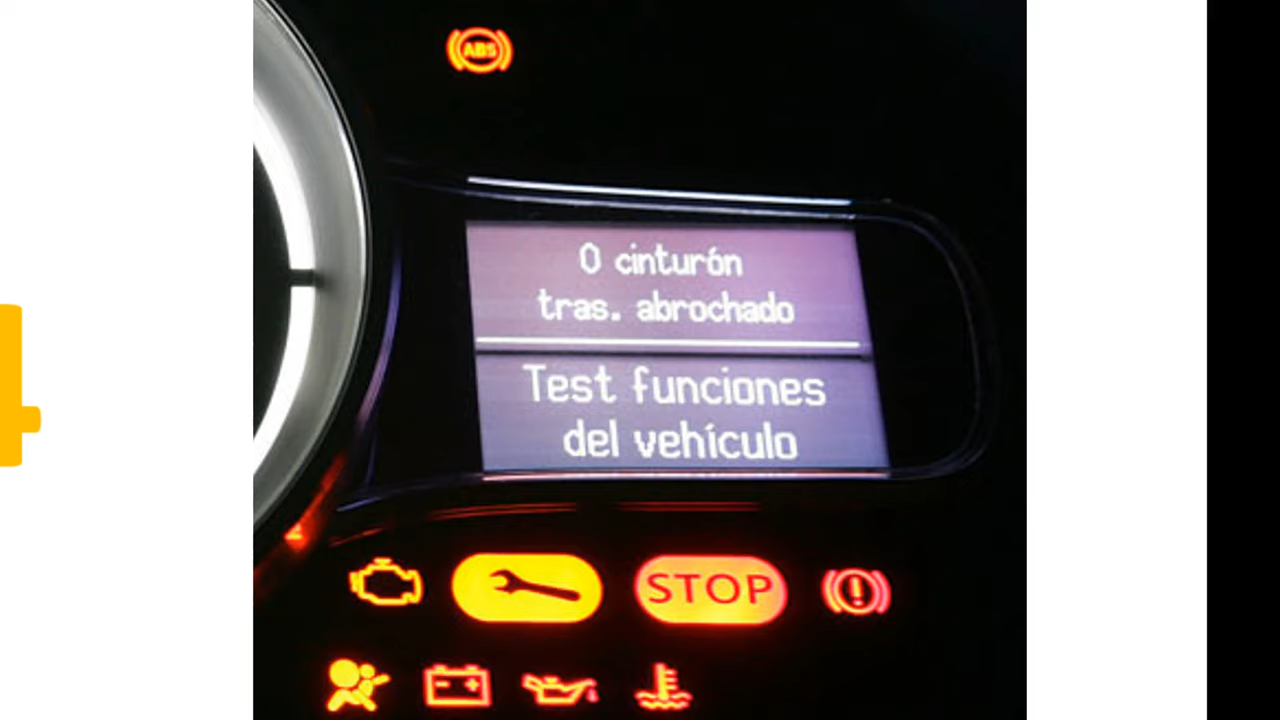 ABS
0 cinturón
tras. abrochado
Test funciones
del vehículo
STOP